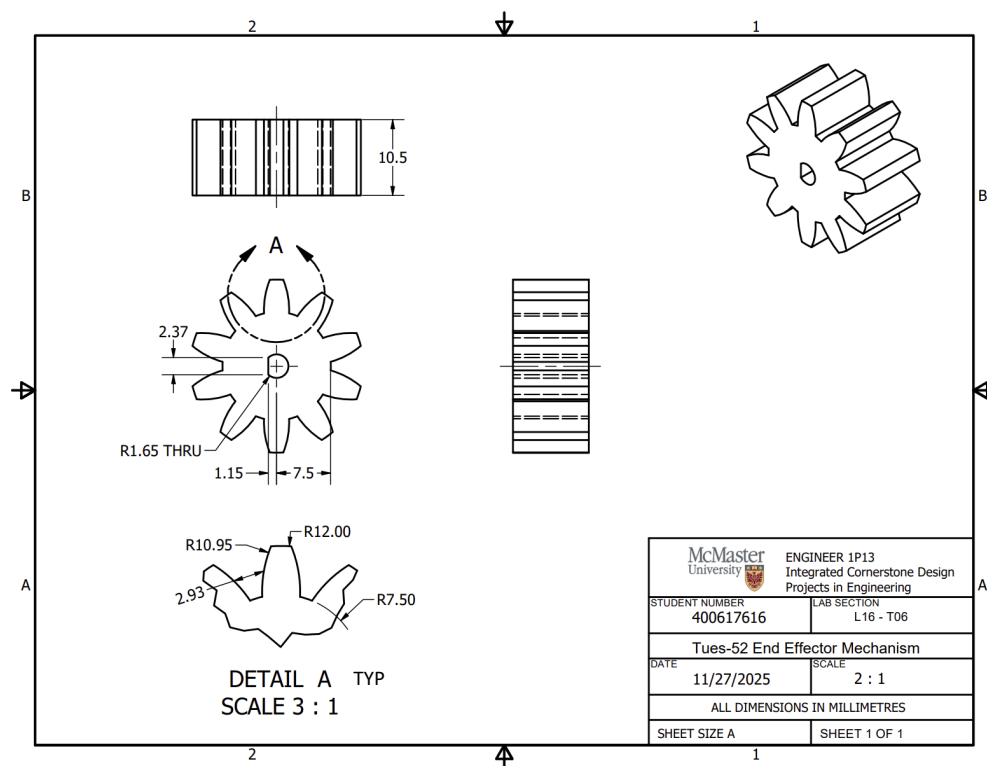 2
1
B
B
10.5
A
2.37
R1.65 THRU
1.15
7.5
R12.00
R10.95
2.93
R7.50
A
A
DETAIL A TYP
SCALE 3 : 1
McMaster
University
ENGINEER 1P13
Integrated Cornerstone Design
Projects in Engineering
STUDENT NUMBER
400617616
LAB SECTION
L16 - T06
Tues-52 End Effector Mechanism
DATE
11/27/2025
SCALE
2 : 1
ALL DIMENSIONS IN MILLIMETRES
SHEET SIZE A
SHEET 1 OF 1
2
1